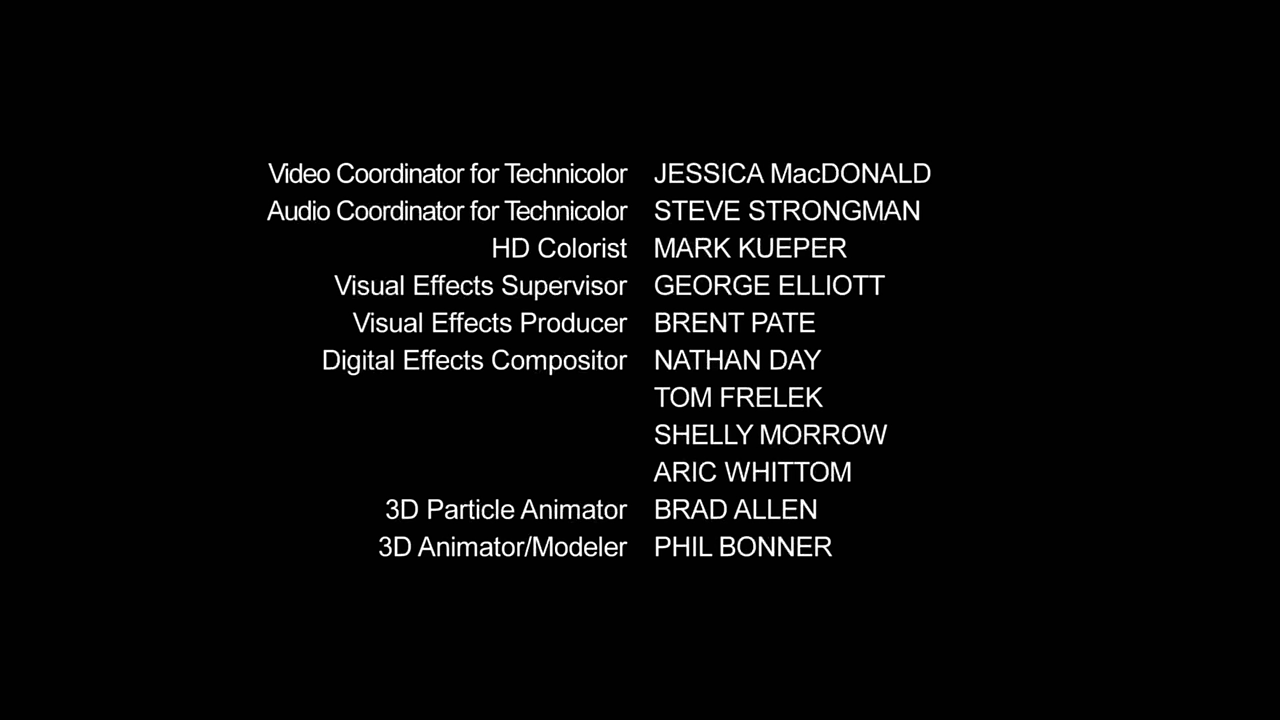 Video Coordinator for Technicolor JESSICA MacDONALD
Audio Coordinator for Technicolor STEVE STRONGMAN
HD Colorist MARK KUEPER
Visual Effects Supervisor GEORGE ELLIOTT
Visual Effects Producer BRENT PATE
Digital Effects Compositor NATHAN DAY
TOM FRELEK
SHELLY MORROW
ARIC WHITTOM
3D Particle Animator BRAD ALLEN
3D Animator/Modeler PHIL BONNER